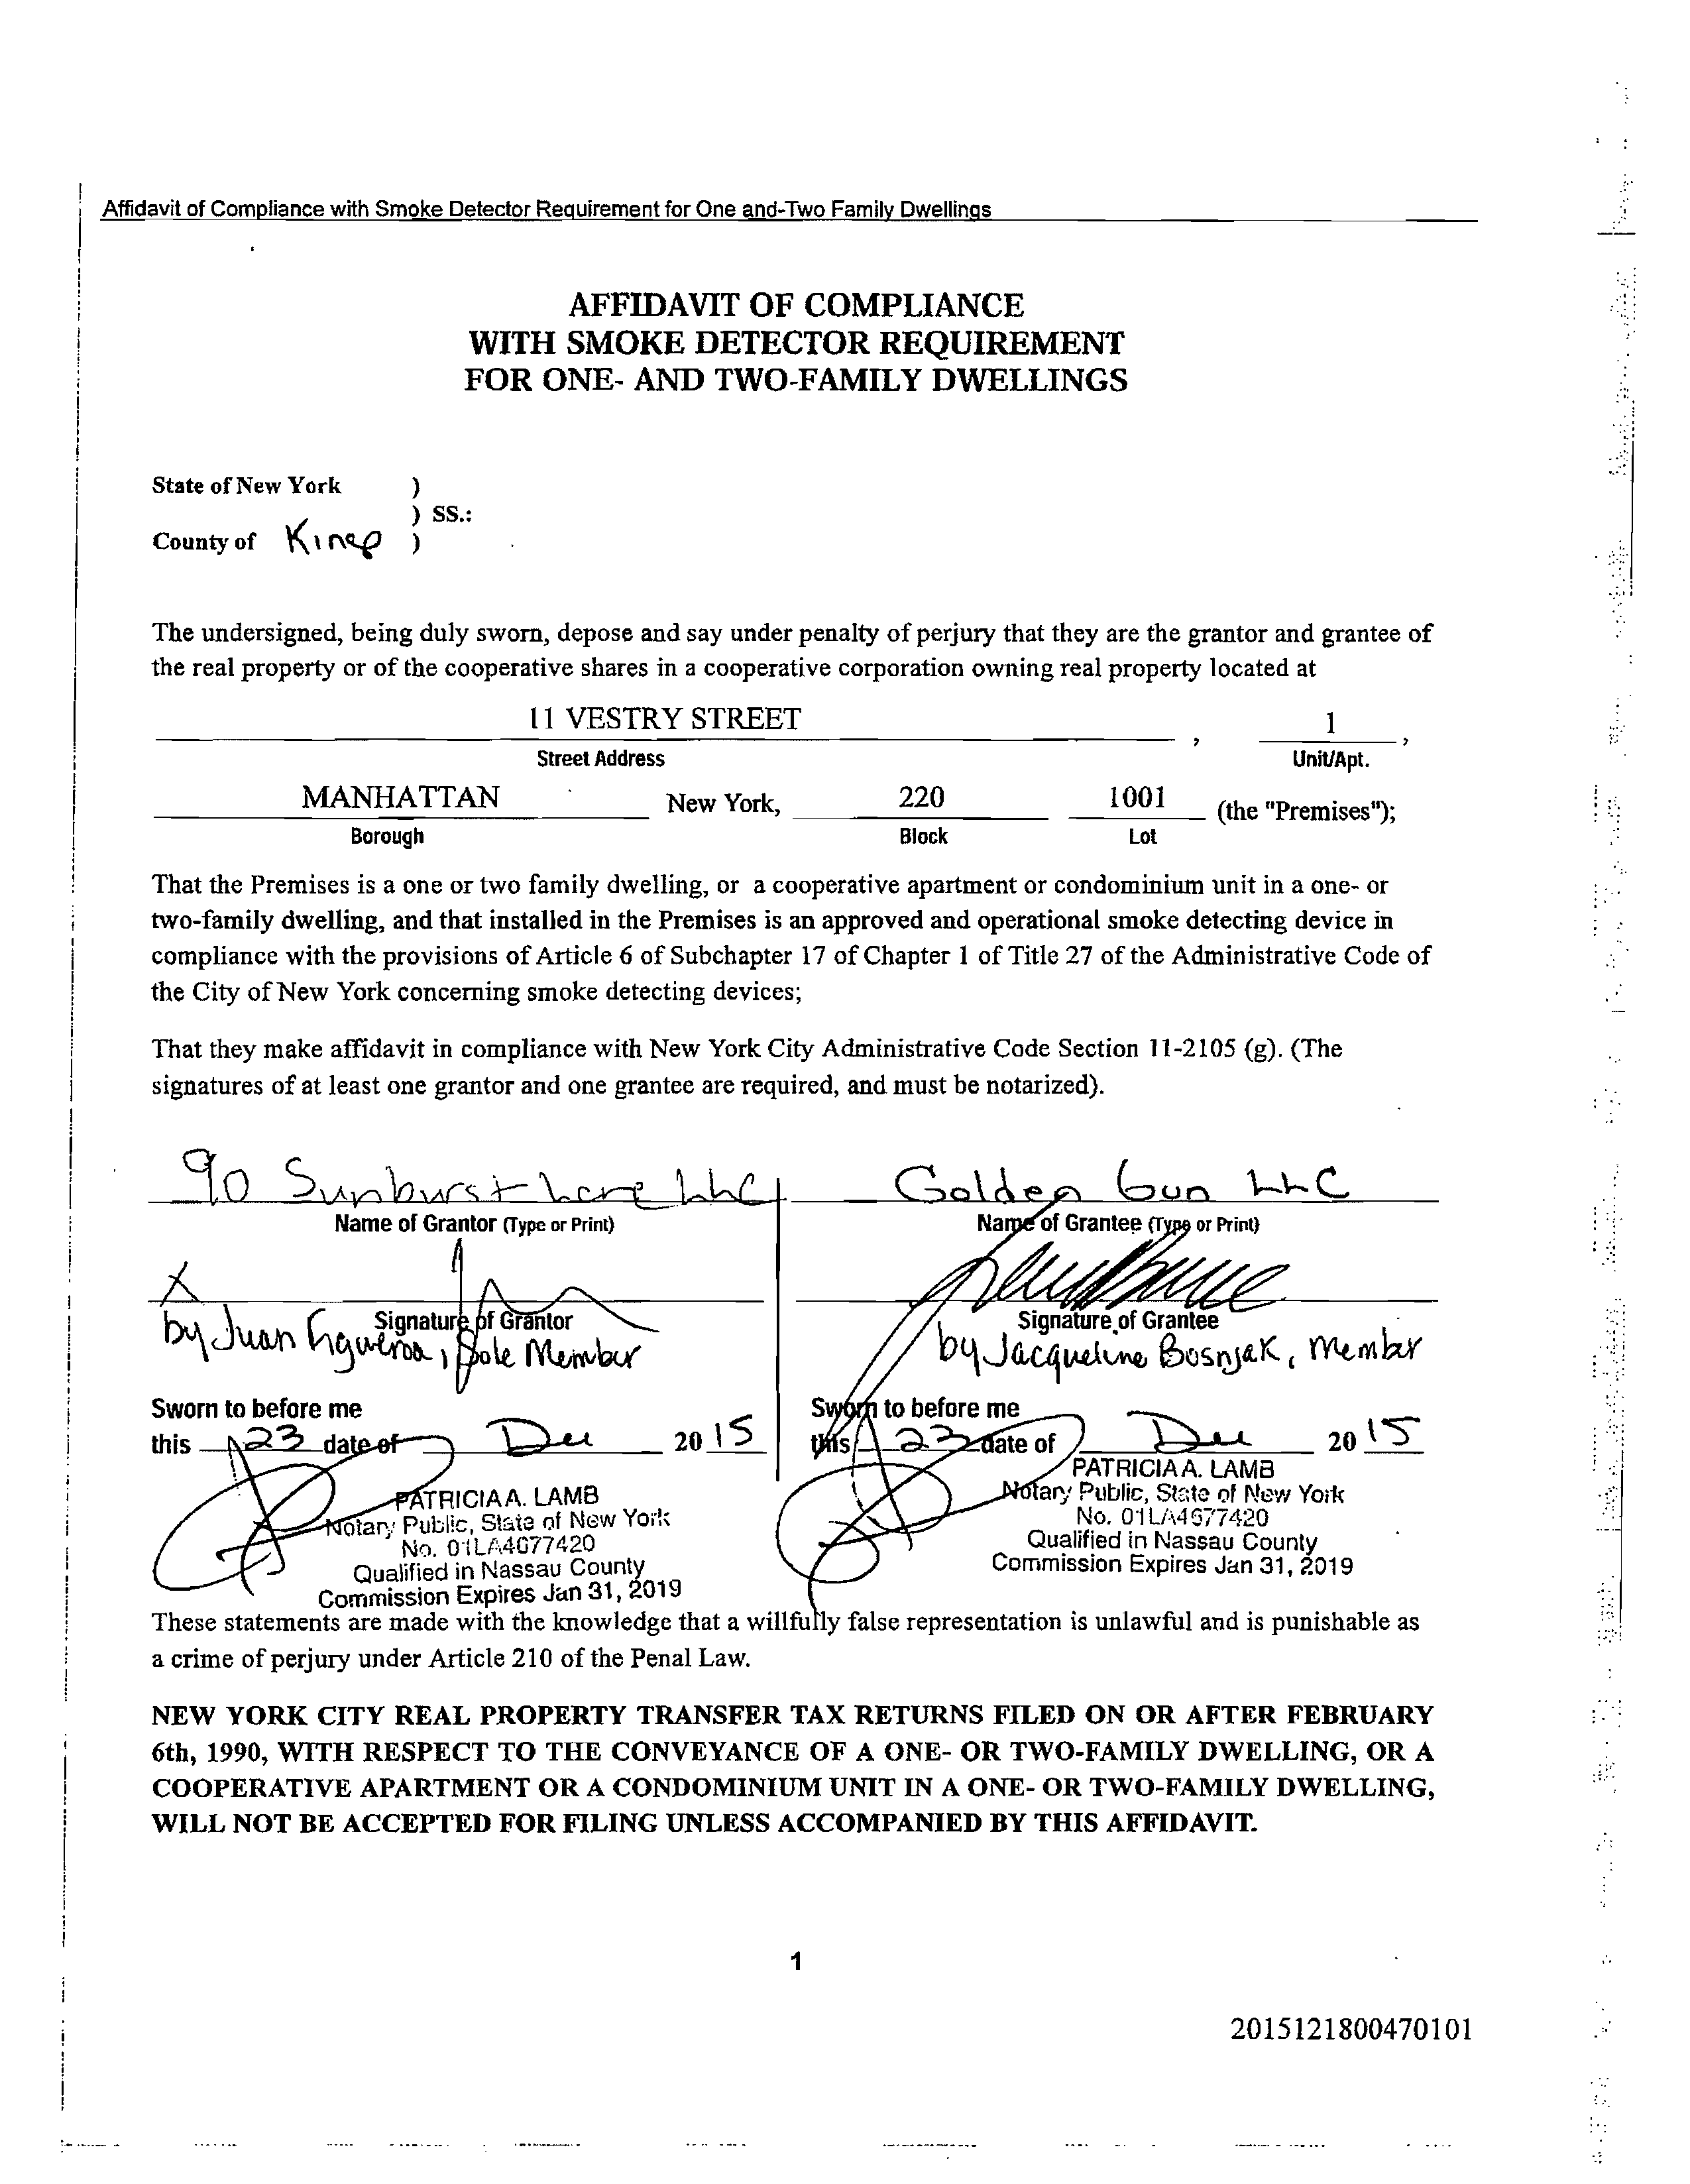 Affidavit of Compliance with Smoke Detector Requirement for One and-Two Family Dwellings
AFFIDAVIT OF COMPLIANCE
WITH SMOKE DETECTOR REQUIREMENT
FOR ONE- AND TWO-FAMILY DWELLINGS
State of New York )
) SS.:
County of Kings )
The undersigned, being duly sworn, depose and say under penalty of perjury that they are the grantor and grantee of
the real property or of the cooperative shares in a cooperative corporation owning real property located at
11 VESTRY STREET , 1 ,
Street Address Unit/Apt.
MANHATTAN New York, 220 1001 (the "Premises");
Borough Block Lot
That the Premises is a one or two family dwelling, or a cooperative apartment or condominium unit in a one- or
two-family dwelling, and that installed in the Premises is an approved and operational smoke detecting device in
compliance with the provisions of Article 6 of Subchapter 17 of Chapter 1 of Title 27 of the Administrative Code of
the City of New York concerning smoke detecting devices;
That they make affidavit in compliance with New York City Administrative Code Section 11-2105 (g). (The
signatures of at least one grantor and one grantee are required, and must be notarized).
90 Sunburst Lane LLC
Name of Grantor (Type or Print)
X
Signature of Grantor
by Juan Figueroa, Sole Member
Sworn to before me
this 23 date of Dec 2015
PATRICIA A. LAMB
Notary Public, State of New York
No. 01LA4677420
Qualified in Nassau County
Commission Expires Jan 31, 2019
Golden Gun LLC
Name of Grantee (Type or Print)
Signature of Grantee
by Jacqueline Bosnjak, Member
Sworn to before me
this 23 date of Dec 2015
PATRICIA A. LAMB
Notary Public, State of New York
No. 01LA4677420
Qualified in Nassau County
Commission Expires Jan 31, 2019
These statements are made with the knowledge that a willfully false representation is unlawful and is punishable as
a crime of perjury under Article 210 of the Penal Law.
NEW YORK CITY REAL PROPERTY TRANSFER TAX RETURNS FILED ON OR AFTER FEBRUARY
6th, 1990, WITH RESPECT TO THE CONVEYANCE OF A ONE- OR TWO-FAMILY DWELLING, OR A
COOPERATIVE APARTMENT OR A CONDOMINIUM UNIT IN A ONE- OR TWO-FAMILY DWELLING,
WILL NOT BE ACCEPTED FOR FILING UNLESS ACCOMPANIED BY THIS AFFIDAVIT.
1
2015121800470101